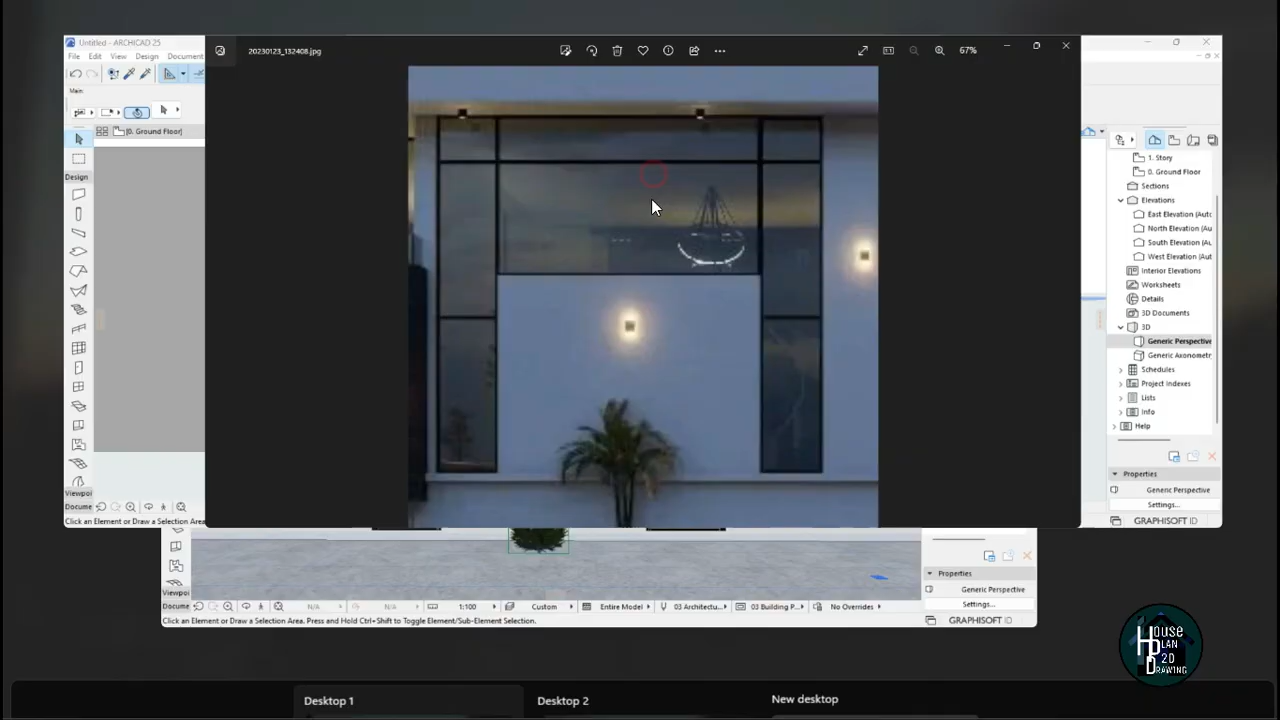 Untitled - ARCHICAD 25
File Edit View Design Document
Main:
[0. Ground Floor]
Design
Viewpoi
Docume
Click an Element or Draw a Selection Area
20230123_132408.jpg
67%
1. Story
0. Ground Floor
Sections
Elevations
East Elevation (Aut
North Elevation (Au
South Elevation (Au
West Elevation (Aut
Interior Elevations
Worksheets
Details
3D Documents
3D
Generic Perspective
Generic Axonometr
Schedules
Project Indexes
Lists
Info
Help
Properties
Generic Perspective
Settings...
GRAPHISOFT ID
Properties
Generic Perspective
Settings...
Viewpoi
Docume
N/A
N/A
1:100
Custom
Entire Model
03 Architectu...
03 Building P...
No Overrides
Click an Element or Draw a Selection Area. Press and Hold Ctrl+Shift to Toggle Element/Sub-Element Selection.
GRAPHISOFT ID
House
PLAN
2D
DRAWING
Desktop 1
Desktop 2
New desktop